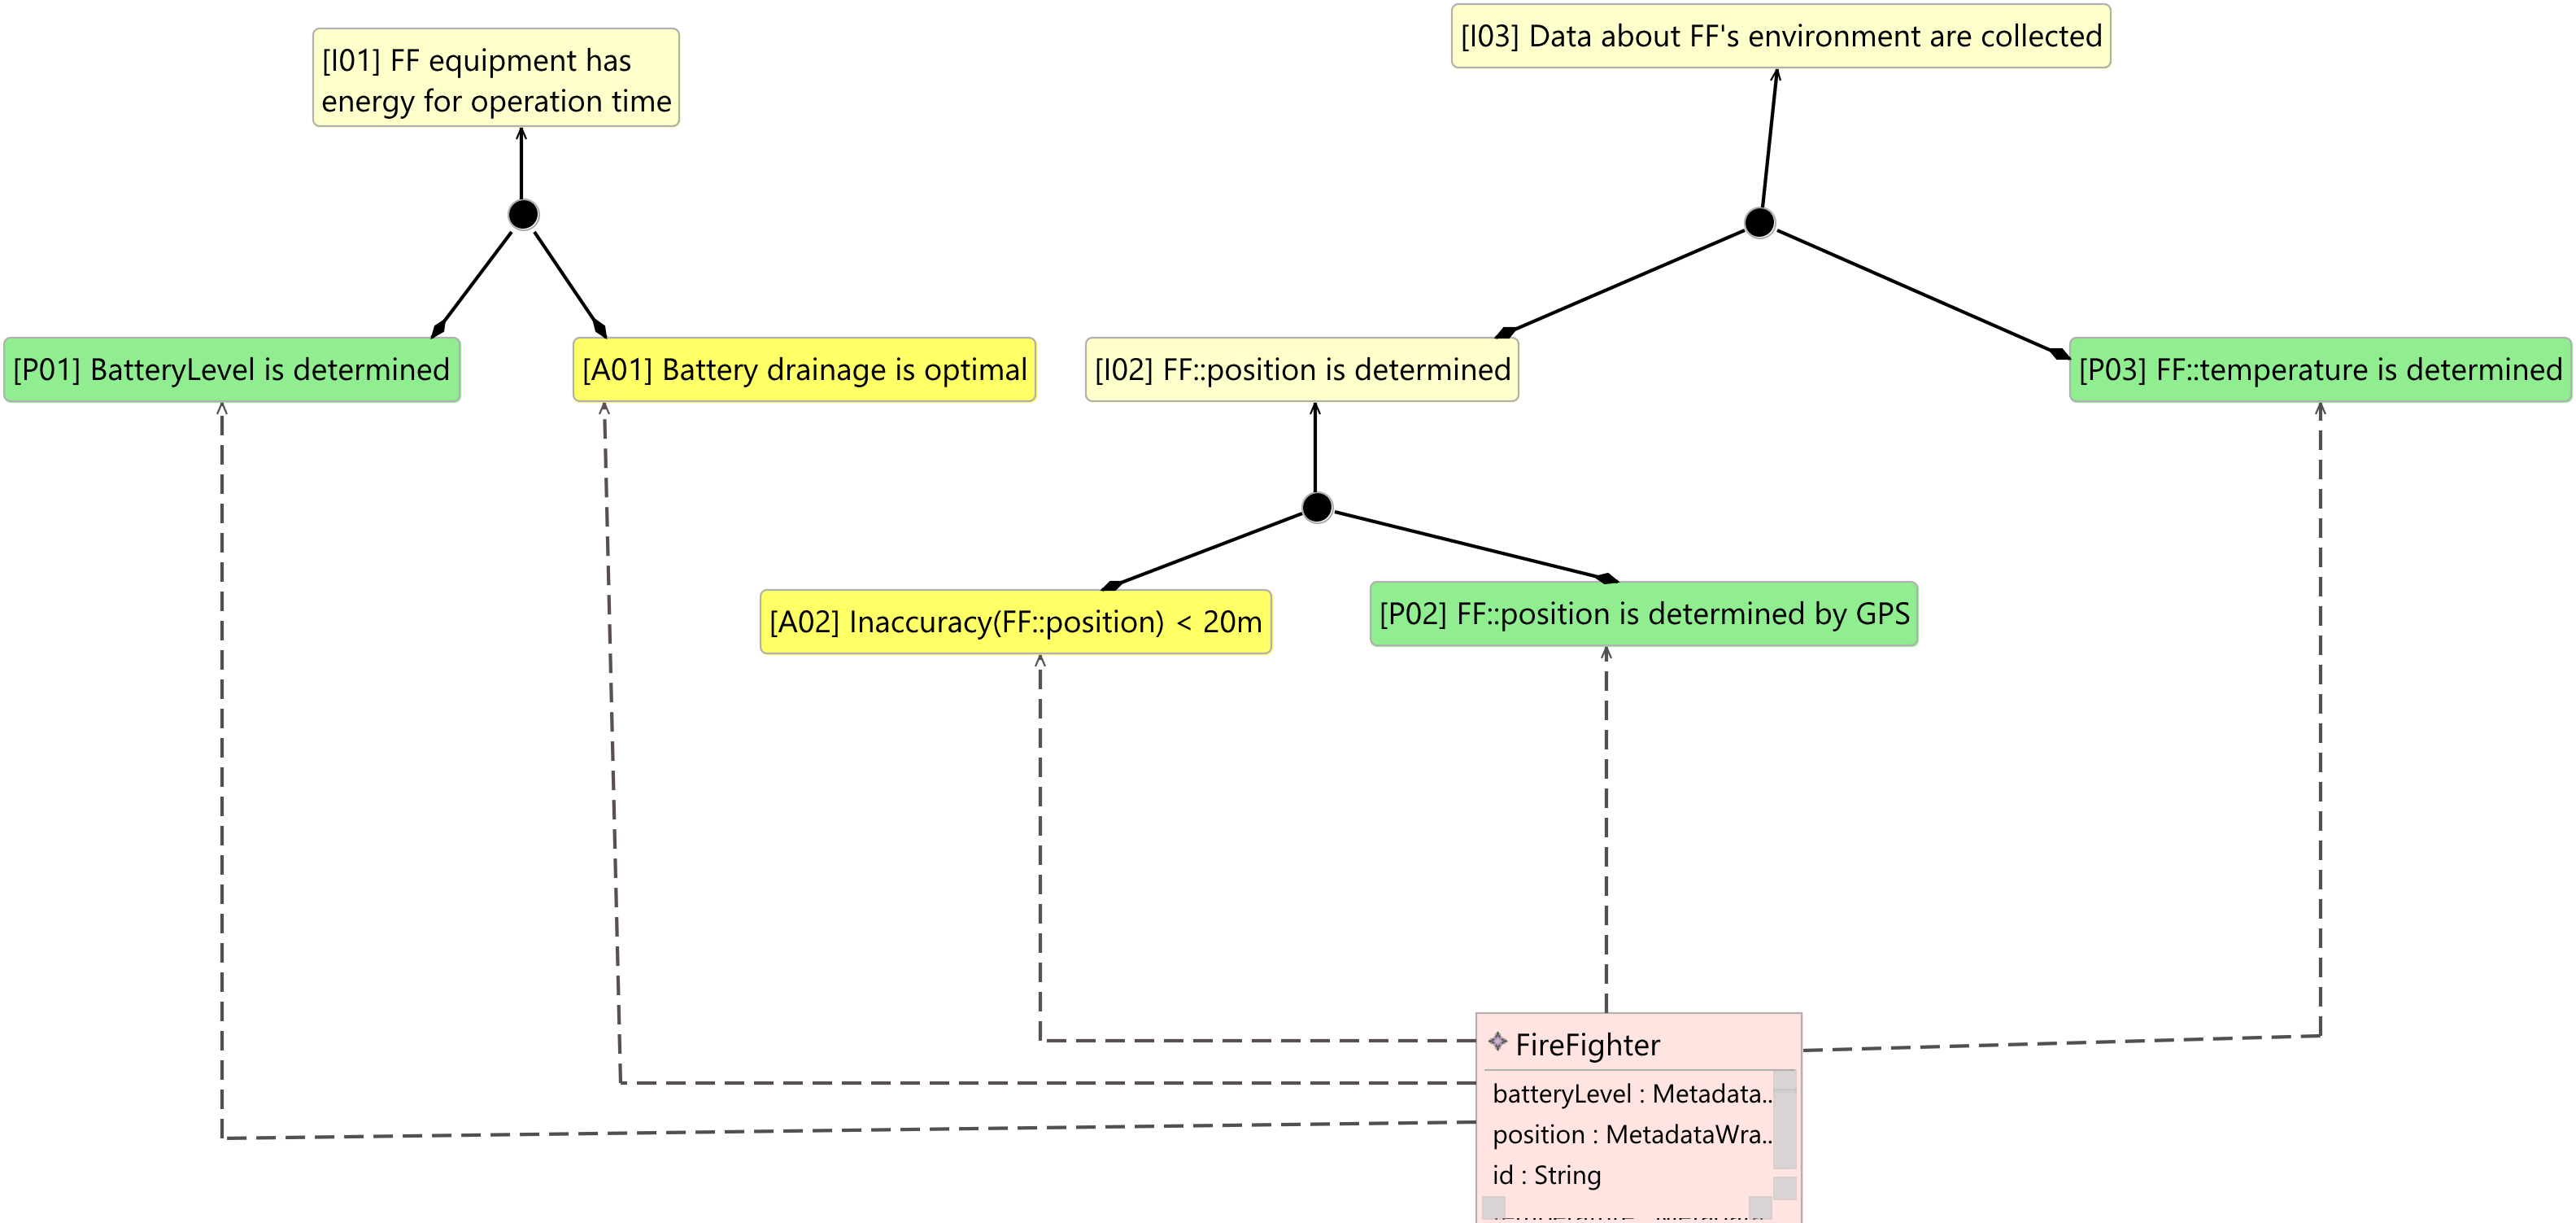 [I03] Data about FF's environment are collected
[I01] FF equipment has
energy for operation time
[P01] BatteryLevel is determined
[A01] Battery drainage is optimal
[I02] FF::position is determined
[P03] FF::temperature is determined
[A02] Inaccuracy(FF::position) < 20m
[P02] FF::position is determined by GPS
FireFighter
batteryLevel : Metadata..
position : MetadataWra..
id : String